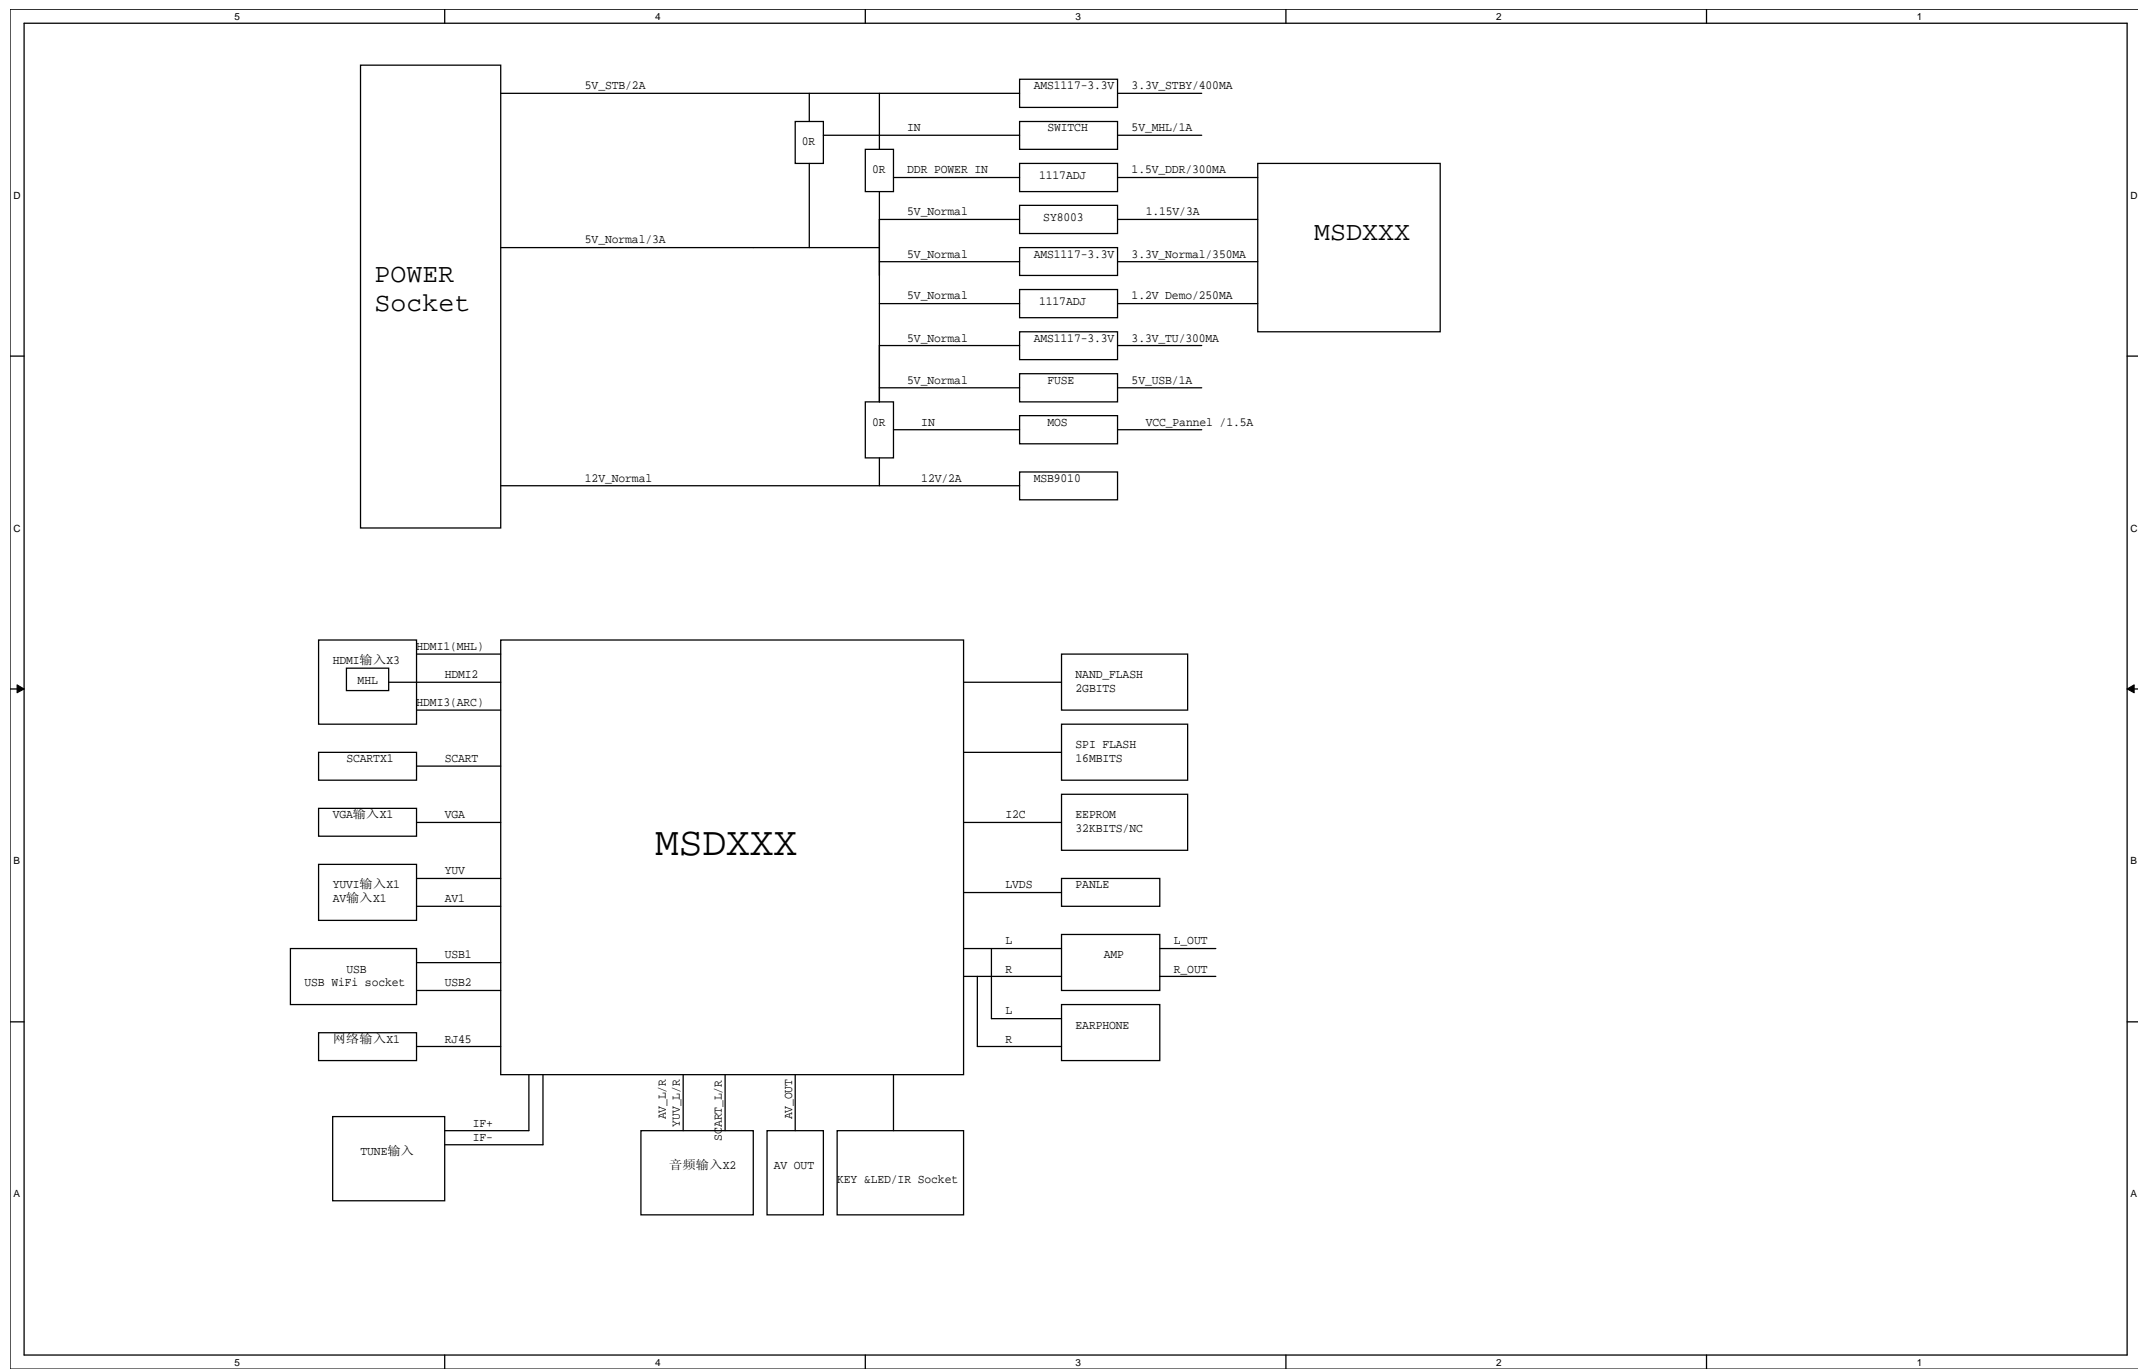 5 4 3 2 1
5V_STB/2A
AMS1117-3.3V
3.3V_STBY/400MA
0R
IN
SWITCH
5V_MHL/1A
0R
DDR POWER IN
1117ADJ
1.5V_DDR/300MA
D
D
5V_Normal
SY8003
1.15V/3A
MSDXXX
5V_Normal/3A
5V_Normal
AMS1117-3.3V
3.3V_Normal/350MA
POWER
Socket
5V_Normal
1117ADJ
1.2V Demo/250MA
5V_Normal
AMS1117-3.3V
3.3V_TU/300MA
5V_Normal
FUSE
5V_USB/1A
0R
IN
MOS
VCC_Pannel /1.5A
12V_Normal
12V/2A
MSB9010
C
C
HDMI输入X3
MHL
HDMI1(MHL)
HDMI2
HDMI3(ARC)
NAND_FLASH
2GBITS
SCARTX1
SCART
SPI FLASH
16MBITS
VGA输入X1
VGA
I2C
EEPROM
32KBITS/NC
MSDXXX
B
B
YUVI输入X1
AV输入X1
YUV
AV1
LVDS
PANLE
USB
USB WiFi socket
USB1
USB2
L
R
AMP
L_OUT
R_OUT
L
R
EARPHONE
网络输入X1
RJ45
AV_L/R
YUV_L/R
SCART_L/R
AV_OUT
TUNE输入
IF+
IF-
音频输入X2
AV OUT
KEY &LED/IR Socket
A
A
5 4 3 2 1